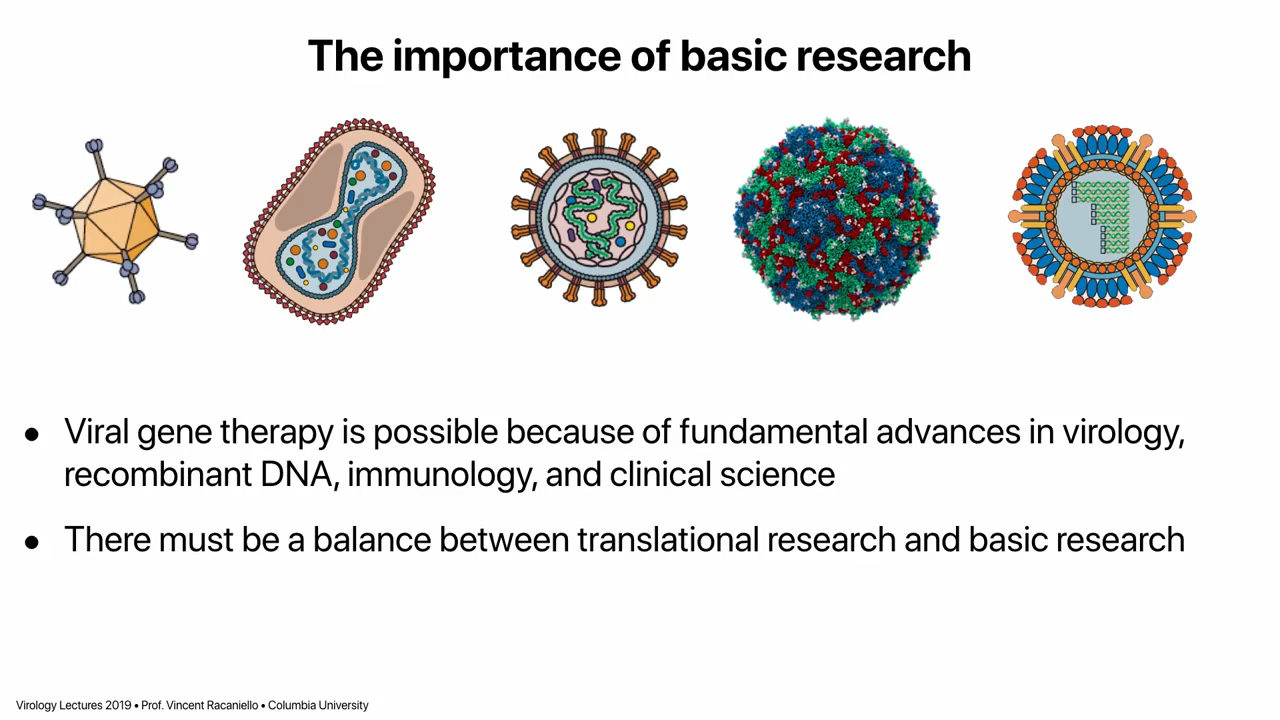 The importance of basic research
• Viral gene therapy is possible because of fundamental advances in virology,
recombinant DNA, immunology, and clinical science
• There must be a balance between translational research and basic research
Virology Lectures 2019 • Prof. Vincent Racaniello • Columbia University